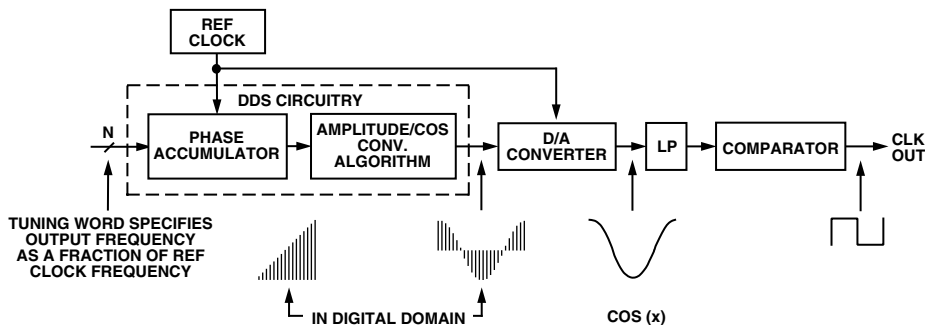 REF
CLOCK
DDS CIRCUITRY
N
PHASE
ACCUMULATOR
AMPLITUDE/COS
CONV.
ALGORITHM
D/A
CONVERTER
LP
COMPARATOR
CLK
OUT
TUNING WORD SPECIFIES
OUTPUT FREQUENCY
AS A FRACTION OF REF
CLOCK FREQUENCY
IN DIGITAL DOMAIN
COS (x)